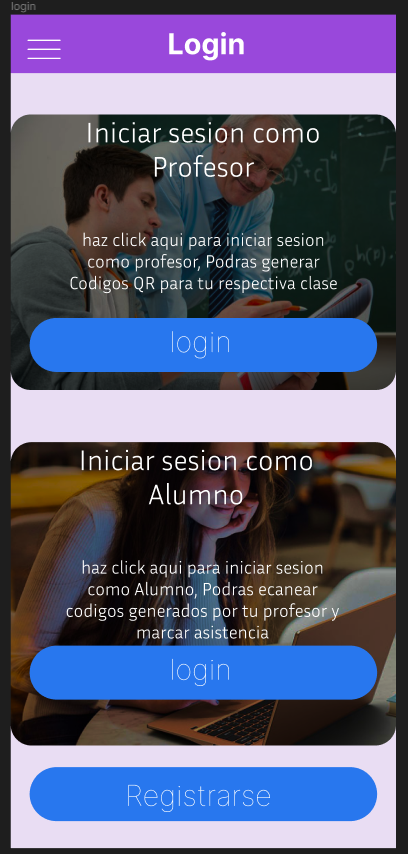 login
Login
Iniciar sesion como
Profesor
haz click aqui para iniciar sesion
como profesor, Podras generar
Codigos QR para tu respectiva clase
login
Iniciar sesion como
Alumno
haz click aqui para iniciar sesion
como Alumno, Podras ecanear
codigos generados por tu profesor y
marcar asistencia
login
Registrarse